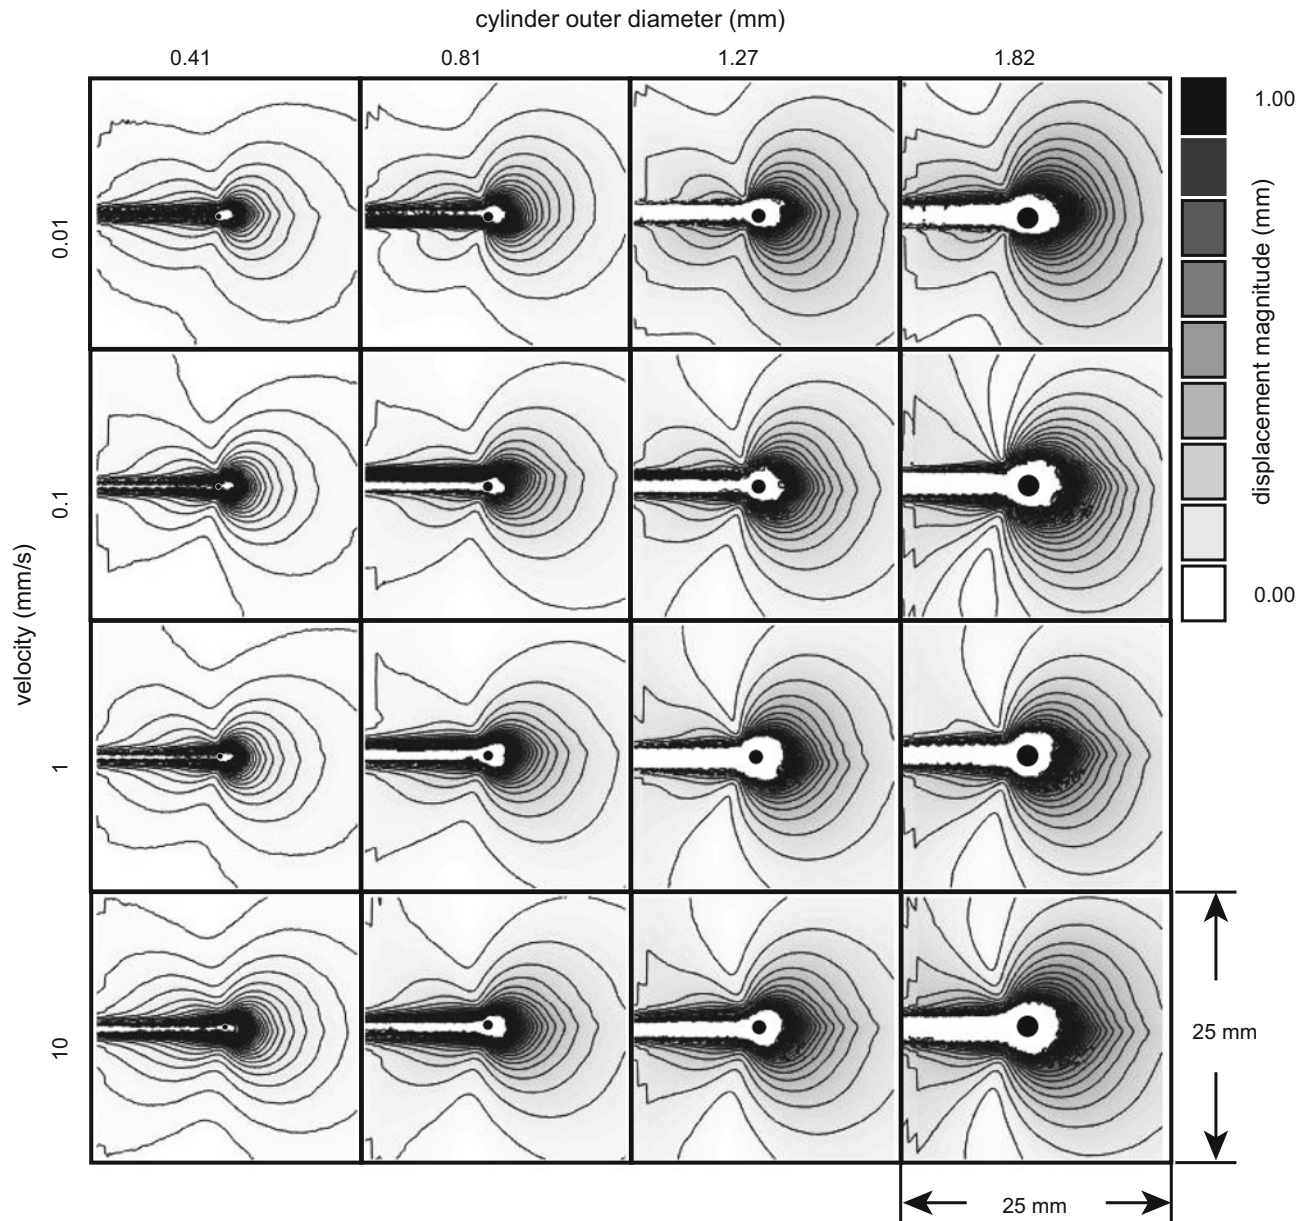 cylinder outer diameter (mm)
0.41 0.81 1.27 1.82
1.00
0.01
displacement magnitude (mm)
0.1
0.00
velocity (mm/s)
1
10
25 mm
25 mm